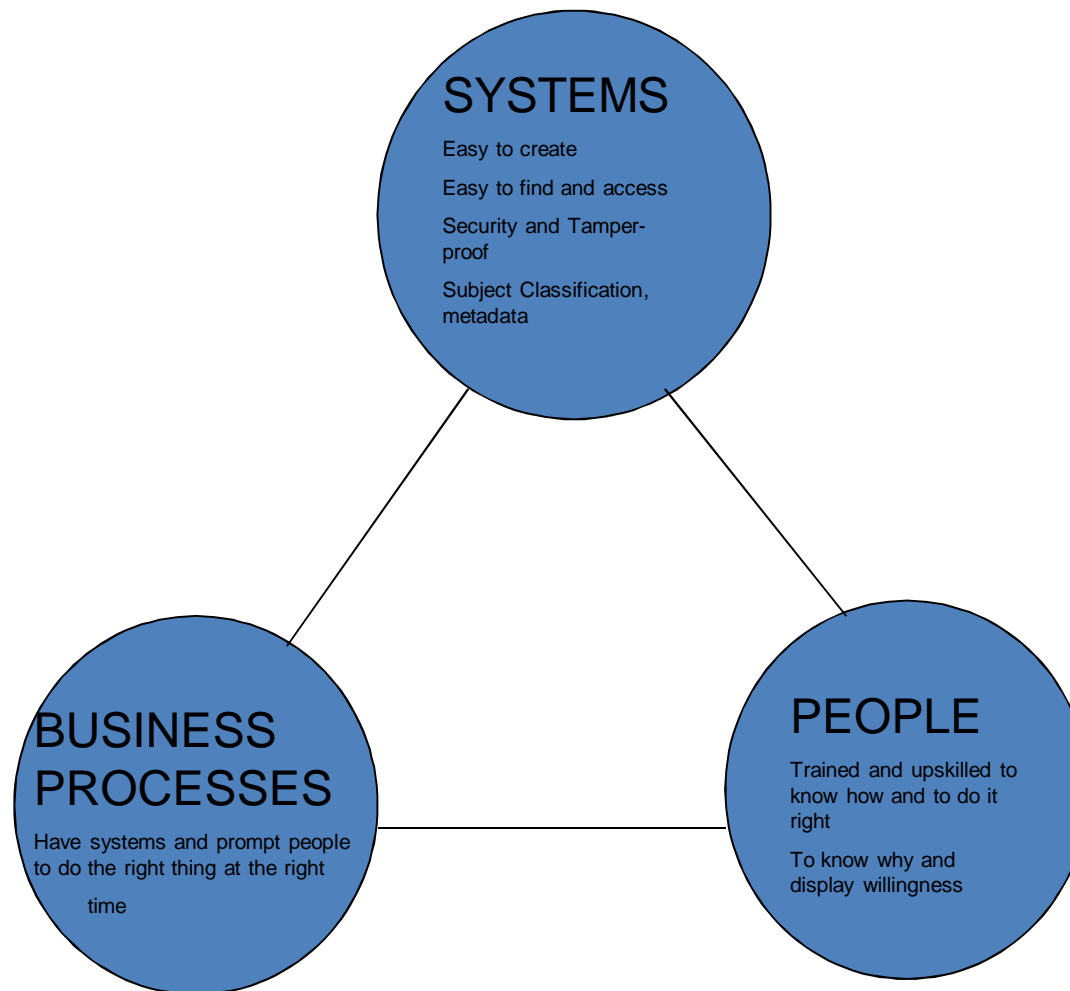 SYSTEMS
Easy to create
Easy to find and access
Security and Tamper-
proof
Subject Classification,
metadata
BUSINESS
PROCESSES
Have systems and prompt people
to do the right thing at the right
time
PEOPLE
Trained and upskilled to
know how and to do it
right
To know why and
display willingness